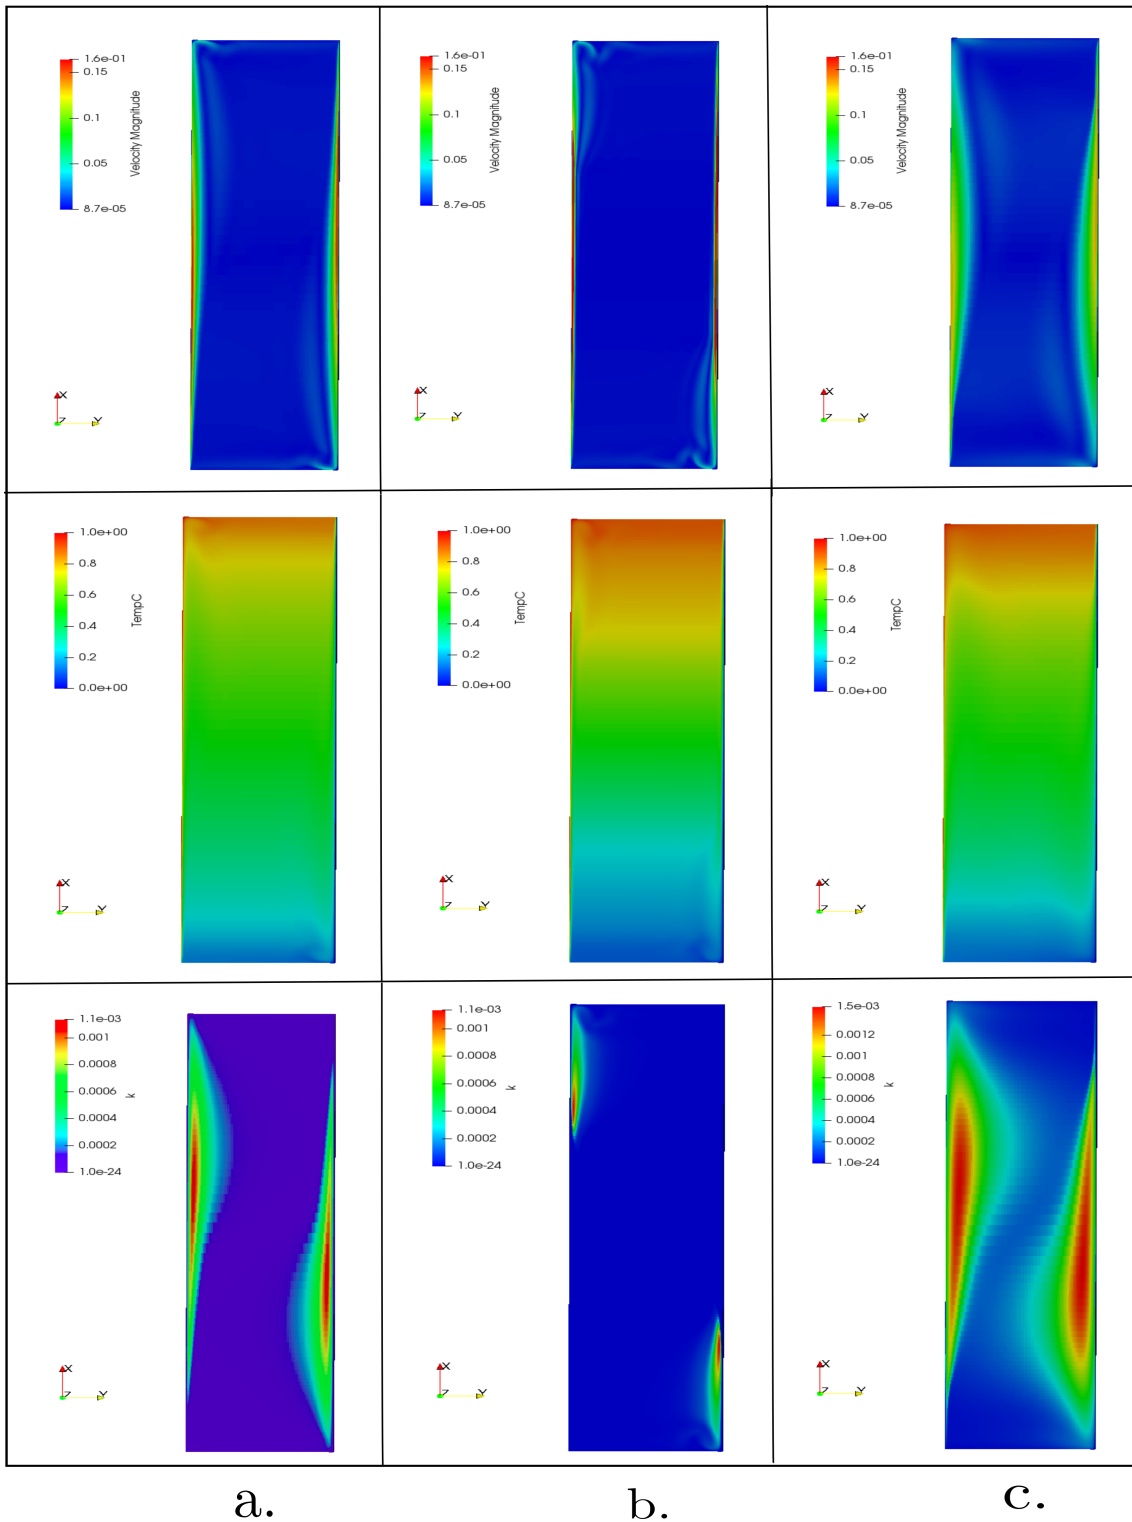 1.6e-01
0.15
0.1
0.05
8.7e-05
Velocity Magnitude
X
Z
Y
1.6e-01
0.15
0.1
0.05
8.7e-05
Velocity Magnitude
X
Z
Y
1.6e-01
0.15
0.1
0.05
8.7e-05
Velocity Magnitude
X
Z
Y
1.0e+00
0.8
0.6
0.4
0.2
0.0e+00
TempC
X
Z
Y
1.0e+00
0.8
0.6
0.4
0.2
0.0e+00
TempC
X
Z
Y
1.0e+00
0.8
0.6
0.4
0.2
0.0e+00
TempC
X
Z
Y
1.1e-03
0.001
0.0008
0.0006
0.0004
0.0002
1.0e-24
k
X
Z
Y
1.1e-03
0.001
0.0008
0.0006
0.0004
0.0002
1.0e-24
k
X
Z
Y
1.5e-03
0.0012
0.001
0.0008
0.0006
0.0004
0.0002
1.0e-24
k
X
Z
Y
a.
b.
c.